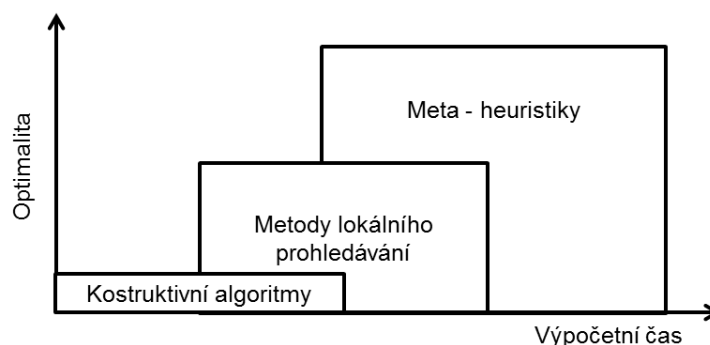 Optimalita
Meta - heuristiky
Metody lokálního
prohledávání
Kostruktivní algoritmy
Výpočetní čas